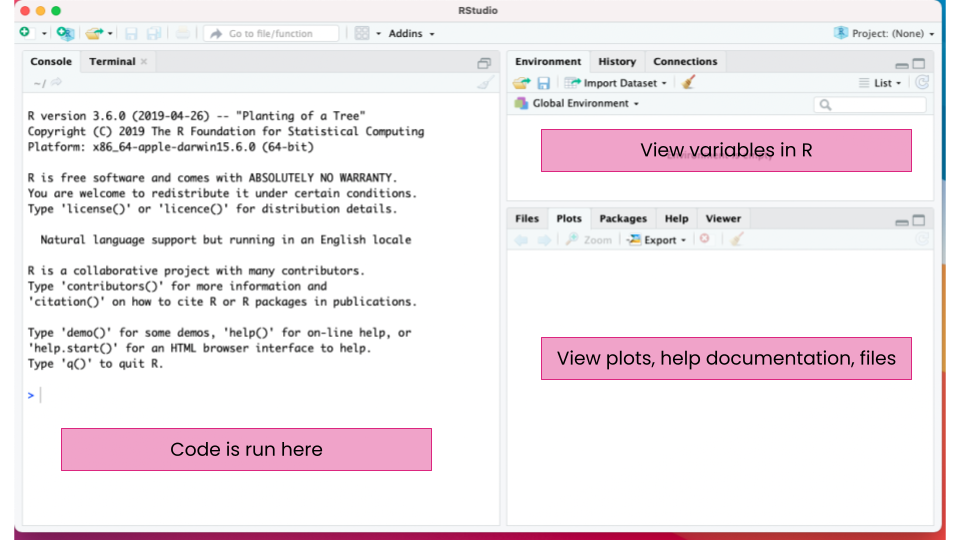 RStudio
Go to file/function
Addins
Project: (None)
Console Terminal
~/
R version 3.6.0 (2019-04-26) -- "Planting of a Tree"
Copyright (C) 2019 The R Foundation for Statistical Computing
Platform: x86_64-apple-darwin15.6.0 (64-bit)
R is free software and comes with ABSOLUTELY NO WARRANTY.
You are welcome to redistribute it under certain conditions.
Type 'license()' or 'licence()' for distribution details.
Natural language support but running in an English locale
R is a collaborative project with many contributors.
Type 'contributors()' for more information and
'citation()' on how to cite R or R packages in publications.
Type 'demo()' for some demos, 'help()' for on-line help, or
'help.start()' for an HTML browser interface to help.
Type 'q()' to quit R.
>
Code is run here
Environment History Connections
Import Dataset
List
Global Environment
View variables in R
Files Plots Packages Help Viewer
Zoom Export
View plots, help documentation, files